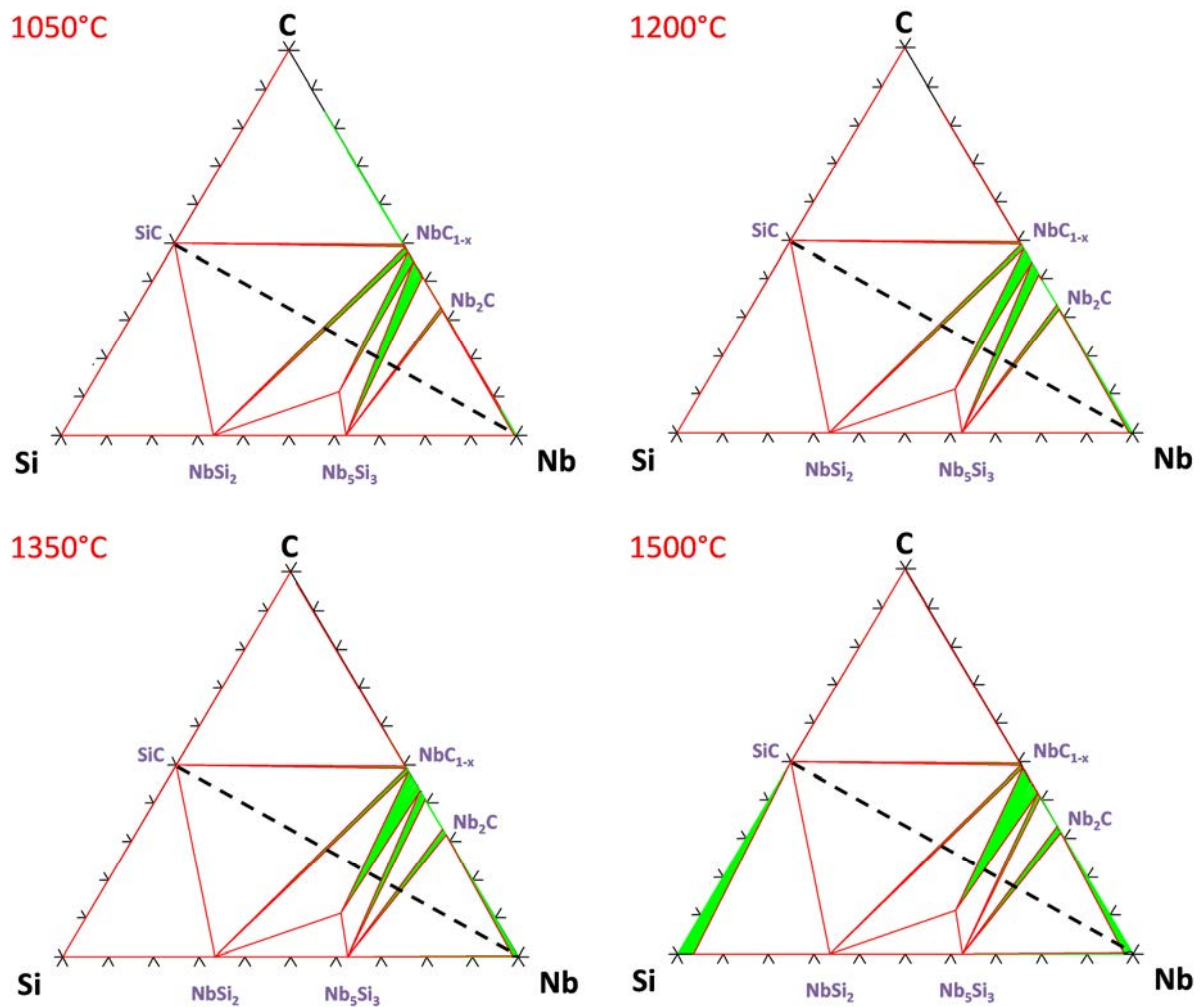 1050°C
C
SiC
NbC₁₋ₓ
Nb₂C
Si
NbSi₂
Nb₅Si₃
Nb
1200°C
C
SiC
NbC₁₋ₓ
Nb₂C
Si
NbSi₂
Nb₅Si₃
Nb
1350°C
C
SiC
NbC₁₋ₓ
Nb₂C
Si
NbSi₂
Nb₅Si₃
Nb
1500°C
C
SiC
NbC₁₋ₓ
Nb₂C
Si
NbSi₂
Nb₅Si₃
Nb